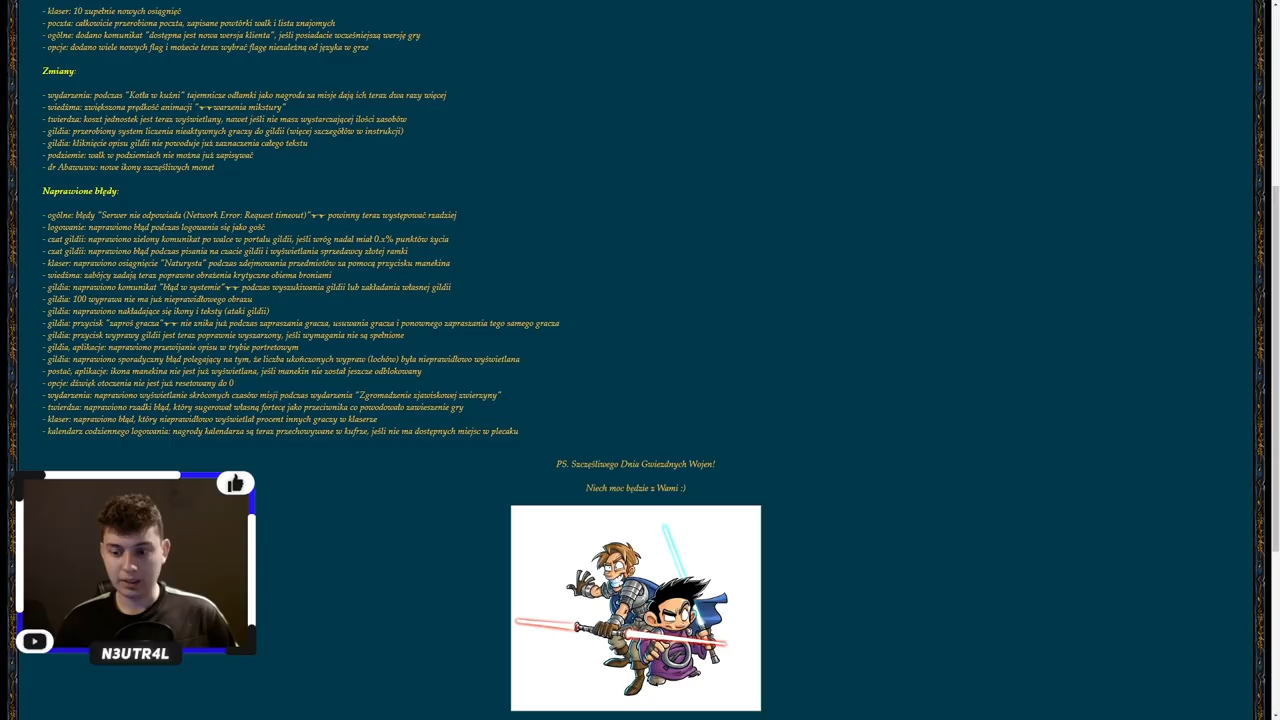 - klaser: 10 zupełnie nowych osiągnięć
- poczta: całkowicie przerobiona poczta, zapisane powtórki walk i lista znajomych
- ogólne: dodano komunikat "dostępna jest nowa wersja klienta", jeśli posiadacie wcześniejszą wersję gry
- opcje: dodano wiele nowych flag i możecie teraz wybrać flagę niezależną od języka w grze
Zmiany:
- wydarzenia: podczas "Kotła w kuźni" tajemnicze odłamki jako nagroda za misje dają ich teraz dwa razy więcej
- wiedźma: zwiększona prędkość animacji "warzenia mikstury"
- twierdza: koszt jednostek jest teraz wyświetlany, nawet jeśli nie masz wystarczającej ilości zasobów
- gildia: przerobiony system liczenia nieaktywnych graczy do gildii (więcej szczegółów w instrukcji)
- gildia: kliknięcie opisu gildii nie powoduje już zaznaczenia całego tekstu
- podziemie: walk w podziemiach nie można już zapisywać
- dr Abawuwu: nowe ikony szczęśliwych monet
Naprawione błędy:
- ogólne: błędy "Serwer nie odpowiada (Network Error: Request timeout)" powinny teraz występować rzadziej
- logowanie: naprawiono błąd podczas logowania się jako gość
- czat gildii: naprawiono zielony komunikat po walce w portalu gildii, jeśli wróg nadal miał 0.x% punktów życia
- czat gildii: naprawiono błąd podczas pisania na czacie gildii i wyświetlania sprzedawcy złotej ramki
- klaser: naprawiono osiągnięcie "Naturysta" podczas zdejmowania przedmiotów za pomocą przycisku manekina
- wiedźma: zabójcy zadają teraz poprawne obrażenia krytyczne obiema broniami
- gildia: naprawiono komunikat "błąd w systemie" podczas wyszukiwania gildii lub zakładania własnej gildii
- gildia: 100 wyprawa nie ma już nieprawidłowego obrazu
- gildia: naprawiono nakładające się ikony i teksty (ataki gildii)
- gildia: przycisk "zaproś gracza" nie znika już podczas zapraszania gracza, usuwania gracza i ponownego zapraszania tego samego gracza
- gildia: przycisk wyprawy gildii jest teraz poprawnie wyszarzony, jeśli wymagania nie są spełnione
- gildia, aplikacje: naprawiono przewijanie opisu w trybie portretowym
- gildia: naprawiono sporadyczny błąd polegający na tym, że liczba ukończonych wypraw (lochów) była nieprawidłowo wyświetlana
- postać, aplikacje: ikona manekina nie jest już wyświetlana, jeśli manekin nie został jeszcze odblokowany
- opcje: dźwięk otoczenia nie jest już resetowany do 0
- wydarzenia: naprawiono wyświetlanie skróconych czasów misji podczas wydarzenia "Zgromadzenie zjawiskowej zwierzyny"
- twierdza: naprawiono rzadki błąd, który sugerował własną fortecę jako przeciwnika co powodowało zawieszenie gry
- klaser: naprawiono błąd, który nieprawidłowo wyświetlał procent innych graczy w klaserze
- kalendarz codziennego logowania: nagrody kalendarza są teraz przechowywane w kufrze, jeśli nie ma dostępnych miejsc w plecaku
PS. Szczęśliwego Dnia Gwiezdnych Wojen!
Niech moc będzie z Wami :)
N3UTR4L